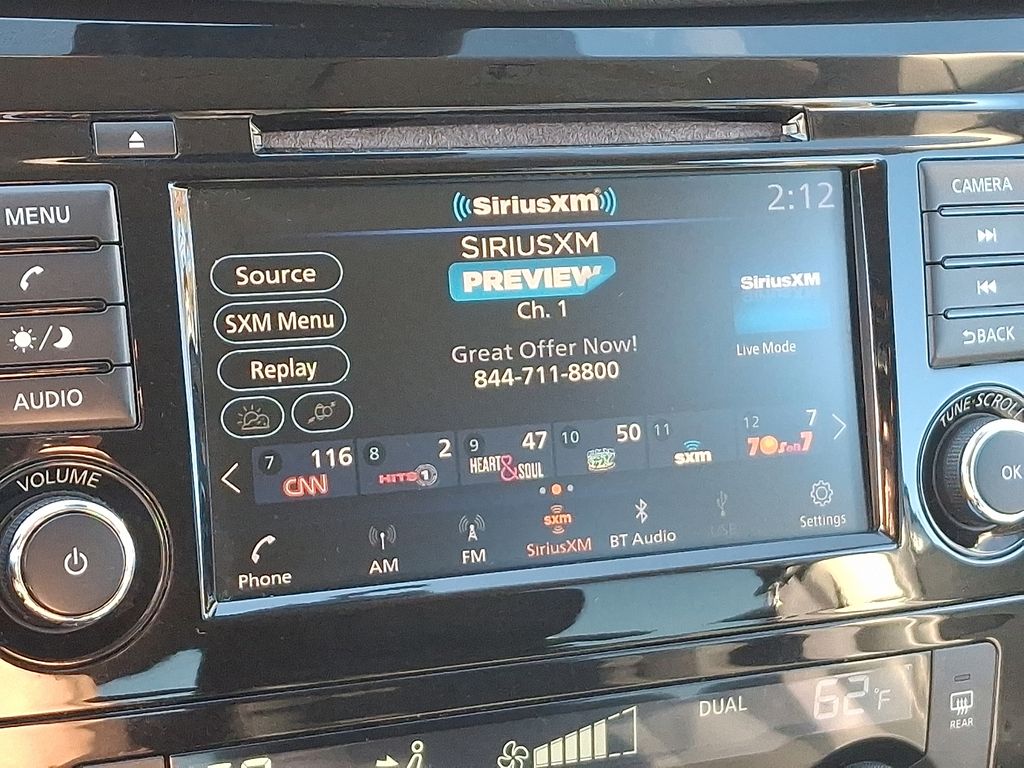 MENU
AUDIO
VOLUME
SiriusXM
2:12
SIRIUSXM
PREVIEW
Ch. 1
Great Offer Now!
844-711-8800
Source
SXM Menu
Replay
SiriusXM
Live Mode
7 116 CNN
8 2 HITS 1
9 47 HEART & SOUL
10 50
11 sxm
12 7 70s on 7
Phone
AM
FM
sxm
SiriusXM
BT Audio
USB
Settings
CAMERA
BACK
TUNE·SCROLL
OK
DUAL
62°F
REAR